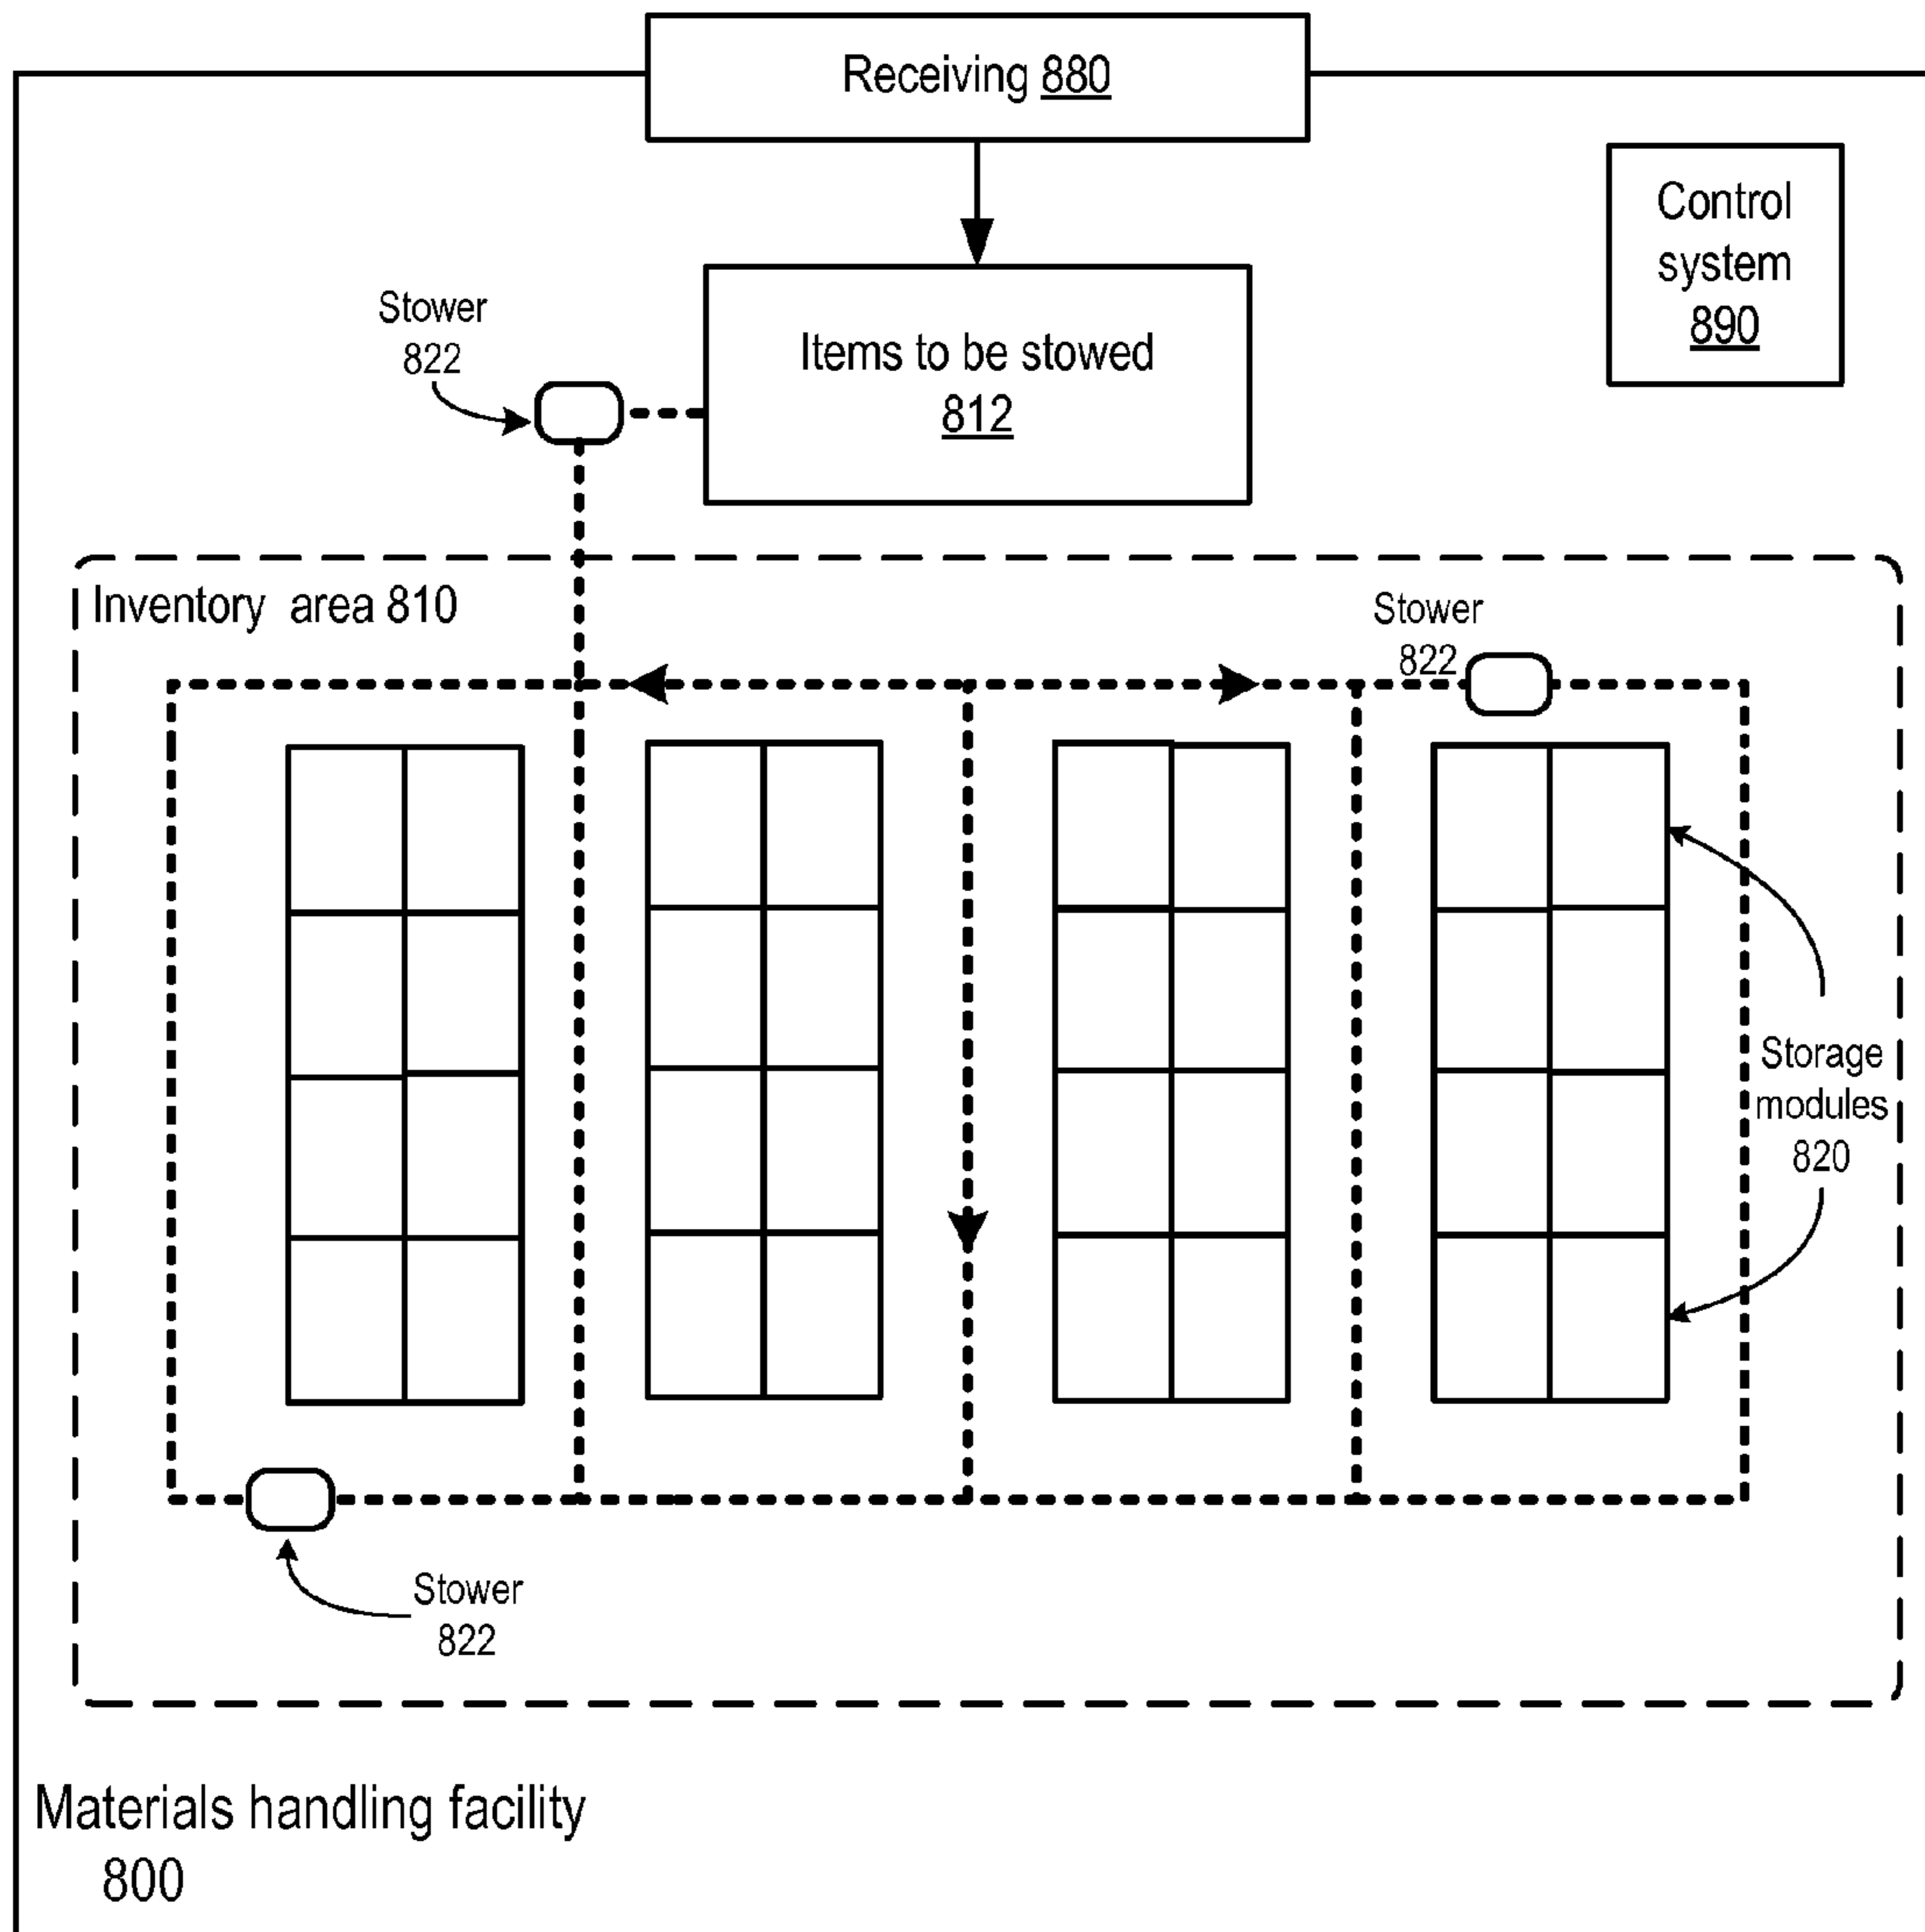 Receiving 880
Control
system
890
Stower
822
Items to be stowed
812
Inventory area 810
Stower
822
Storage
modules
820
Stower
822
Materials handling facility
800